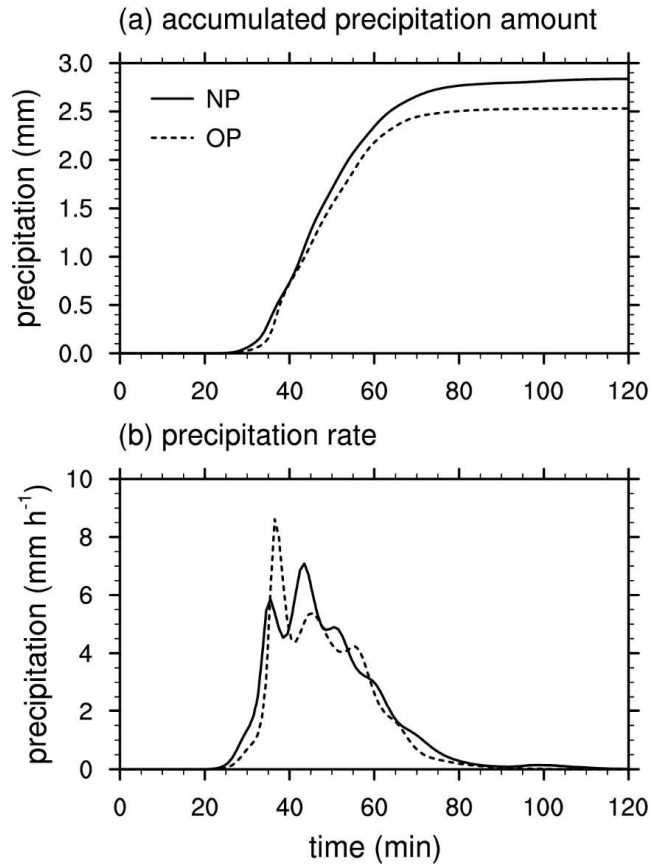 (a) accumulated precipitation amount
3.0
2.5
2.0
1.5
1.0
0.5
0.0
precipitation (mm)
NP
OP
0 20 40 60 80 100 120
(b) precipitation rate
10
8
6
4
2
0
precipitation (mm h⁻¹)
0 20 40 60 80 100 120
time (min)